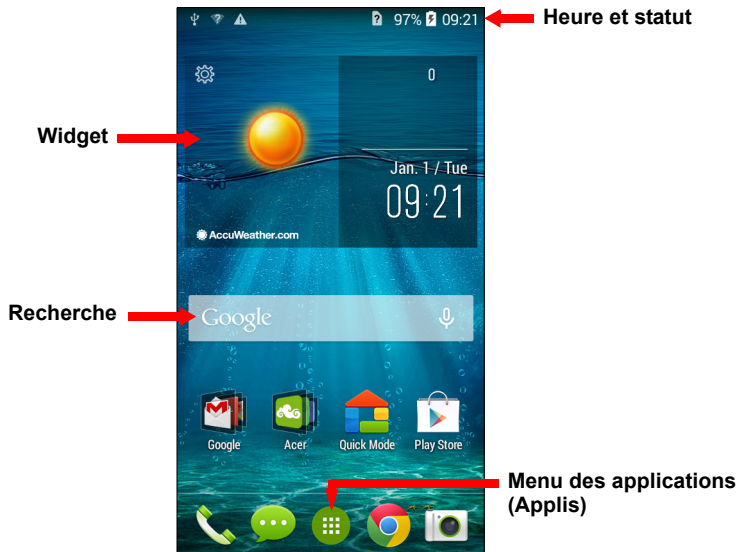 97% 09:21
Heure et statut
0
Widget
Jan. 1 / Tue
09:21
AccuWeather.com
Recherche
Google
Google Acer Quick Mode Play Store
Menu des applications
(Applis)